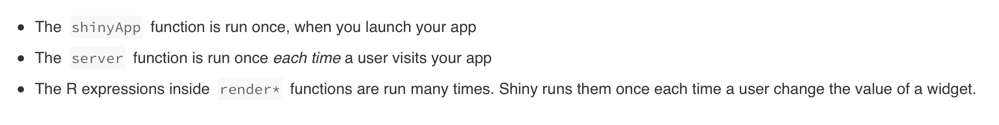 • The shinyApp function is run once, when you launch your app
• The server function is run once each time a user visits your app
• The R expressions inside render* functions are run many times. Shiny runs them once each time a user change the value of a widget.